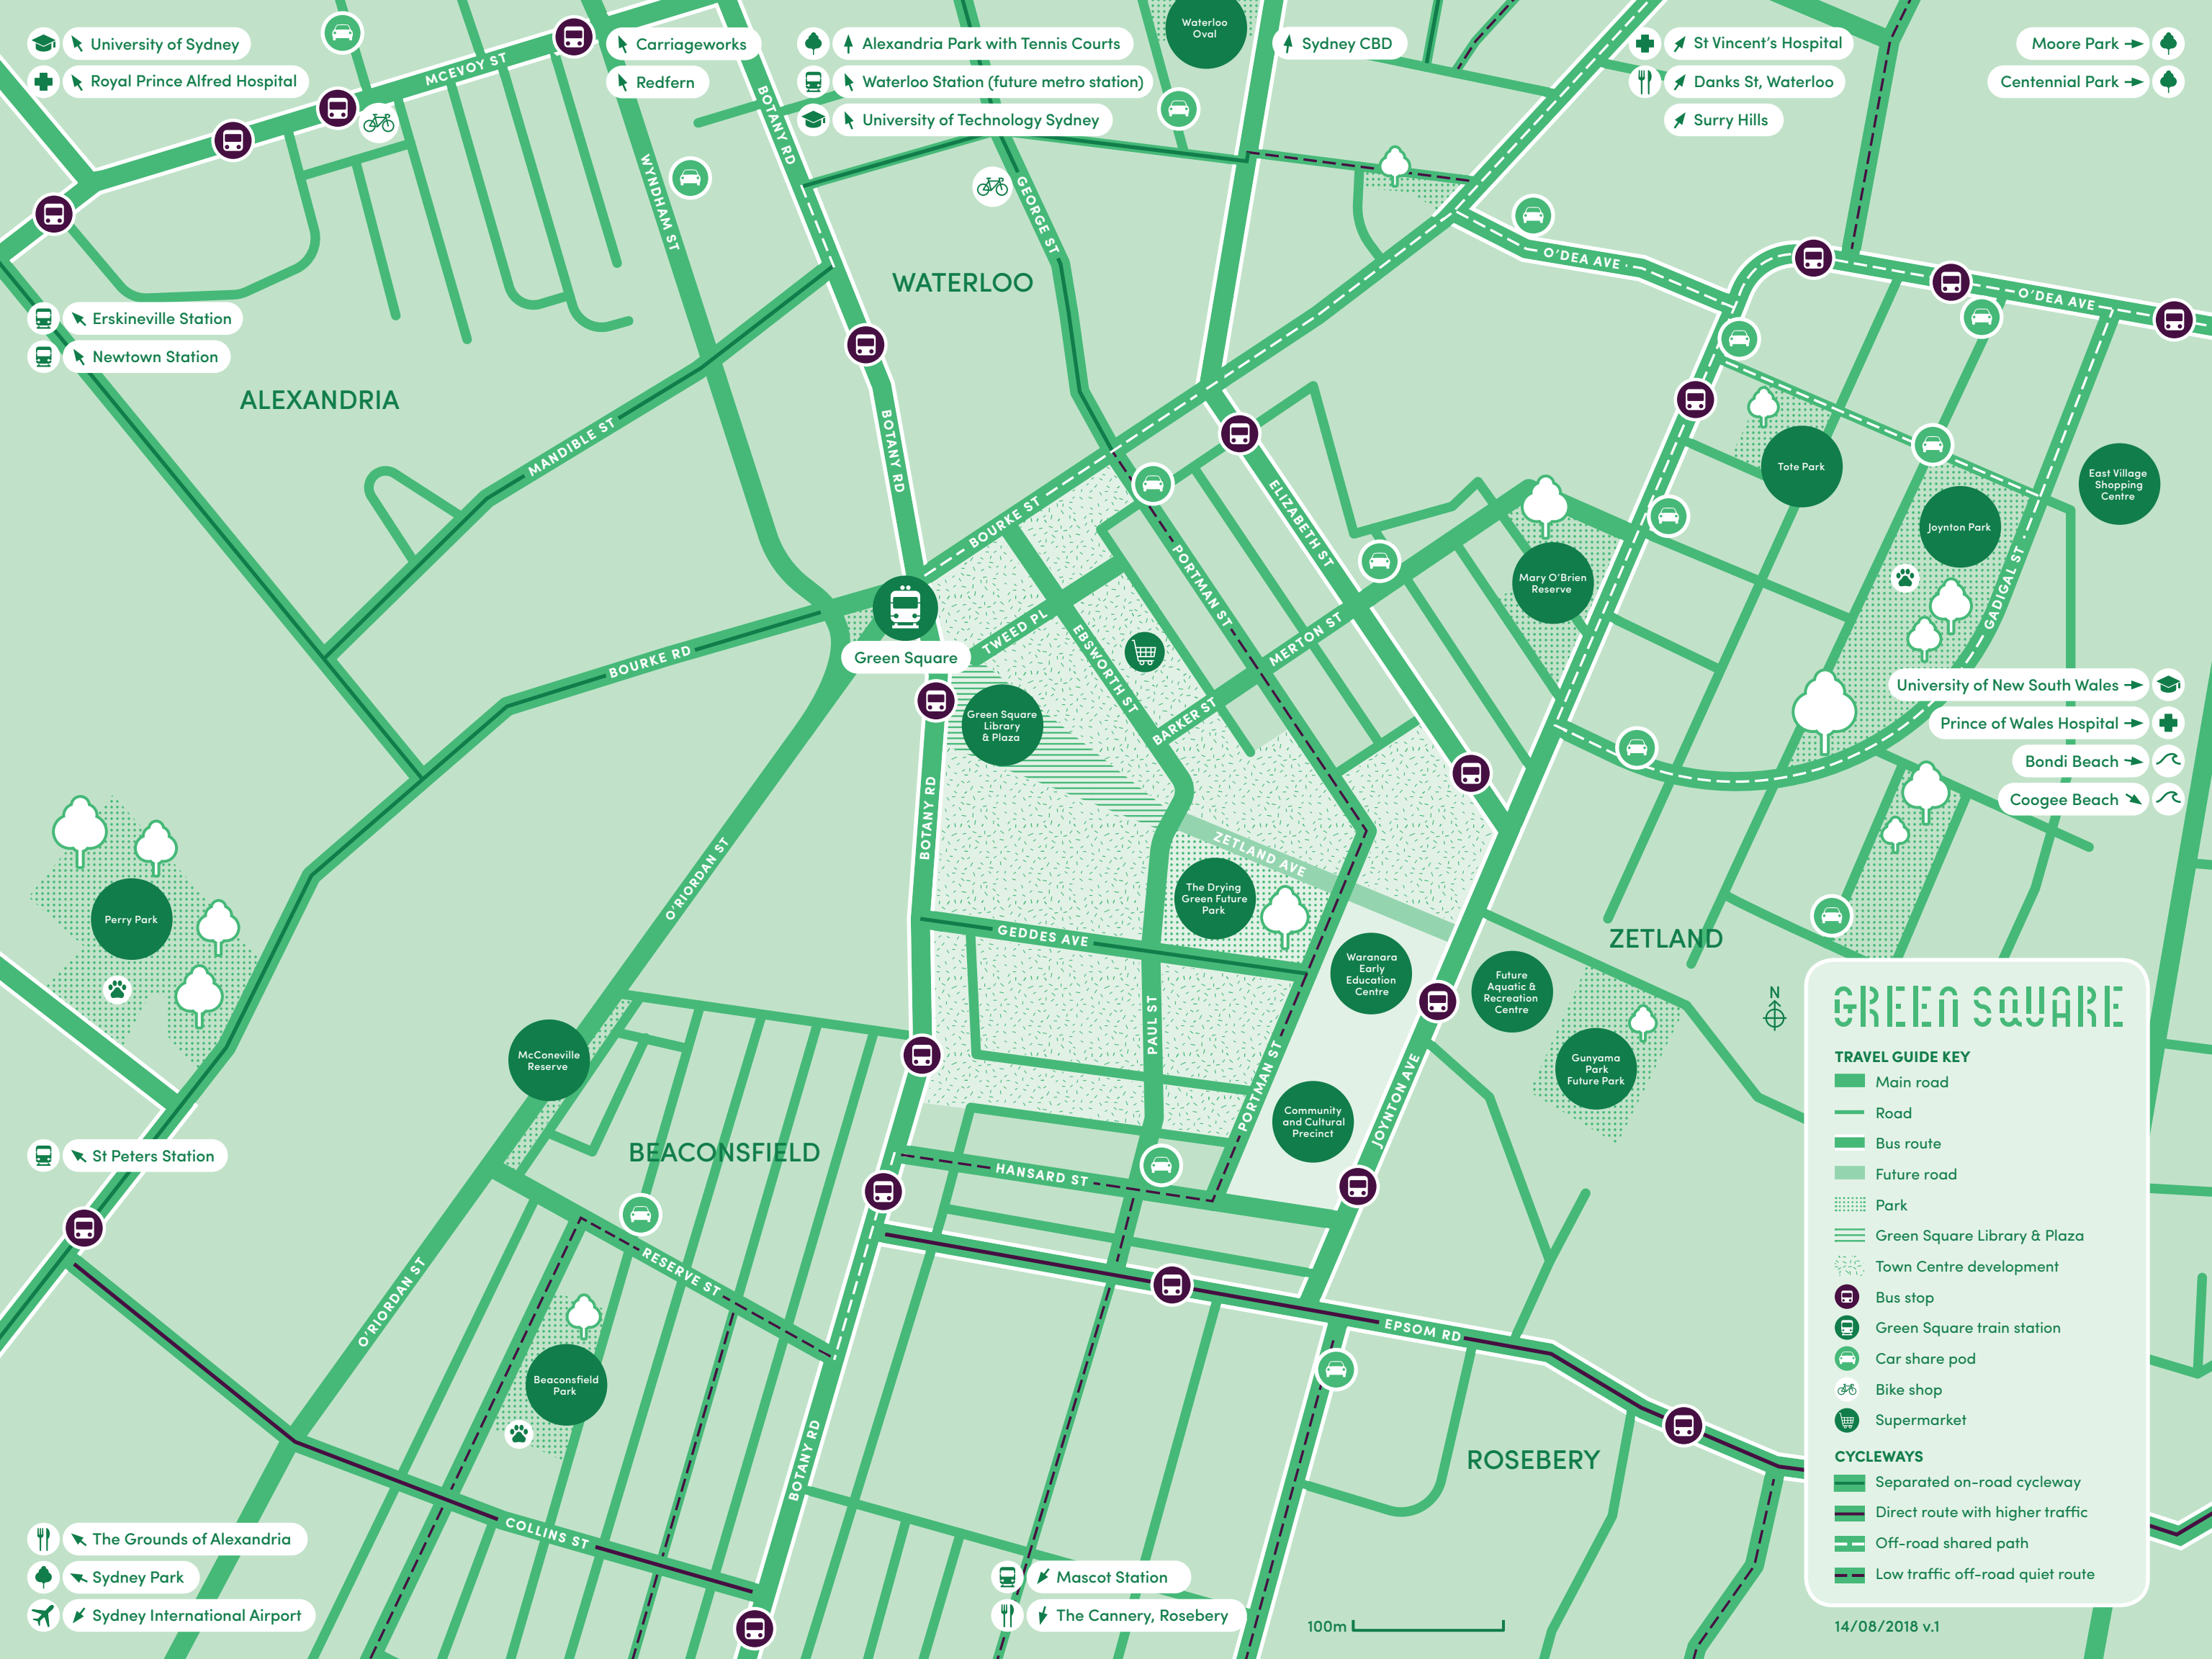 University of Sydney
Royal Prince Alfred Hospital
MCEVOY ST
Carriageworks
Redfern
Alexandria Park with Tennis Courts
Waterloo Station (future metro station)
University of Technology Sydney
Waterloo
Oval
Sydney CBD
St Vincent's Hospital
Danks St, Waterloo
Surry Hills
Moore Park
Centennial Park
BOTANY RD
WYNDHAM ST
GEORGE ST
WATERLOO
O'DEA AVE
O'DEA AVE
Erskineville Station
Newtown Station
ALEXANDRIA
MANDIBLE ST
BOTANY RD
BOURKE ST
ELIZABETH ST
PORTMAN ST
Tote Park
East Village
Shopping
Centre
Joynton Park
Mary O'Brien
Reserve
GADIGAL ST
Green Square
BOURKE RD
TWEED PL
EBSWORTH ST
MERTON ST
BARKER ST
Green Square
Library
& Plaza
University of New South Wales
Prince of Wales Hospital
Bondi Beach
Coogee Beach
BOTANY RD
O'RIORDAN ST
ZETLAND AVE
The Drying
Green Future
Park
Perry Park
GEDDES AVE
ZETLAND
Waranara
Early
Education
Centre
Future
Aquatic &
Recreation
Centre
PAUL ST
McConeville
Reserve
Gunyama
Park
Future Park
PORTMAN ST
JOYNTON AVE
Community
and Cultural
Precinct
BEACONSFIELD
St Peters Station
HANSARD ST
RESERVE ST
O'RIORDAN ST
EPSOM RD
Beaconsfield
Park
BOTANY RD
ROSEBERY
COLLINS ST
The Grounds of Alexandria
Sydney Park
Sydney International Airport
Mascot Station
The Cannery, Rosebery
100m
N
GREEN SQUARE
TRAVEL GUIDE KEY
Main road
Road
Bus route
Future road
Park
Green Square Library & Plaza
Town Centre development
Bus stop
Green Square train station
Car share pod
Bike shop
Supermarket
CYCLEWAYS
Separated on-road cycleway
Direct route with higher traffic
Off-road shared path
Low traffic off-road quiet route
14/08/2018 v.1